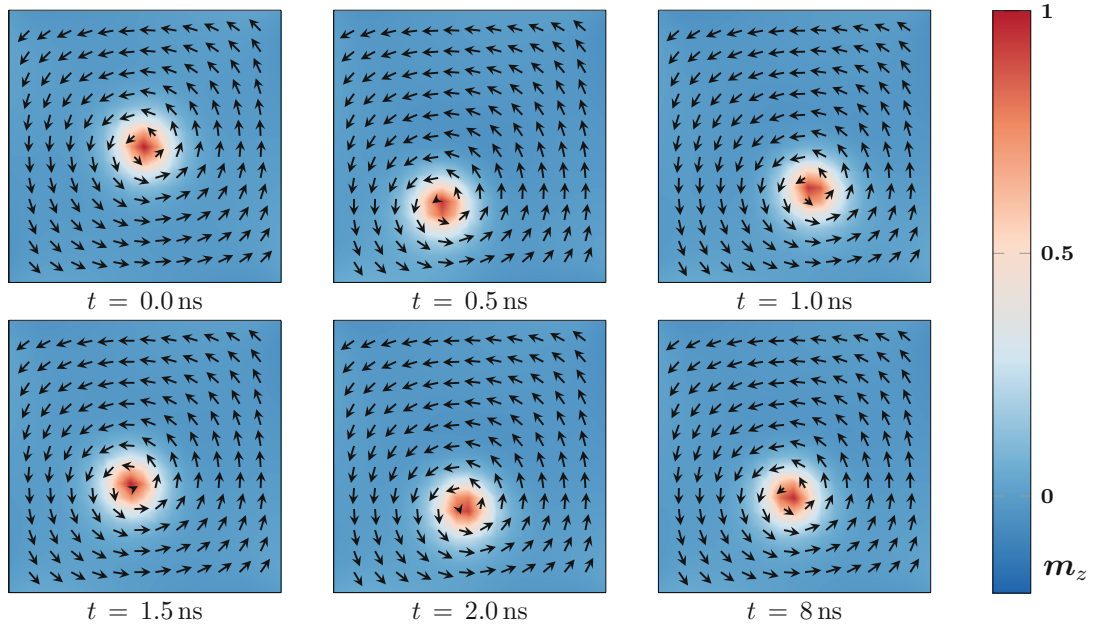 1
0.5
0
m_z
t = 0.0 ns
t = 0.5 ns
t = 1.0 ns
t = 1.5 ns
t = 2.0 ns
t = 8 ns